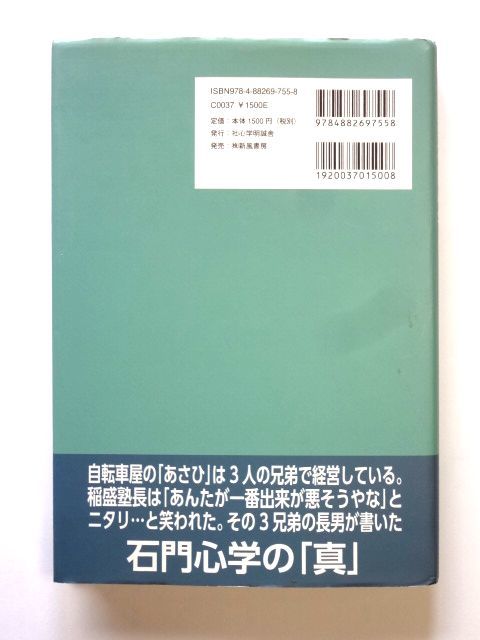 ISBN978-4-88269-755-8
C0037 ¥1500E
定価：本体1500円（税別）
発行：社心学明誠舎
発売：㈱新風書房
9784882697558
1920037015008
自転車屋の「あさひ」は3人の兄弟で経営している。
稲盛塾長は「あんたが一番出来が悪そうやな」と
ニタリ…と笑われた。その3兄弟の長男が書いた
石門心学の「真」